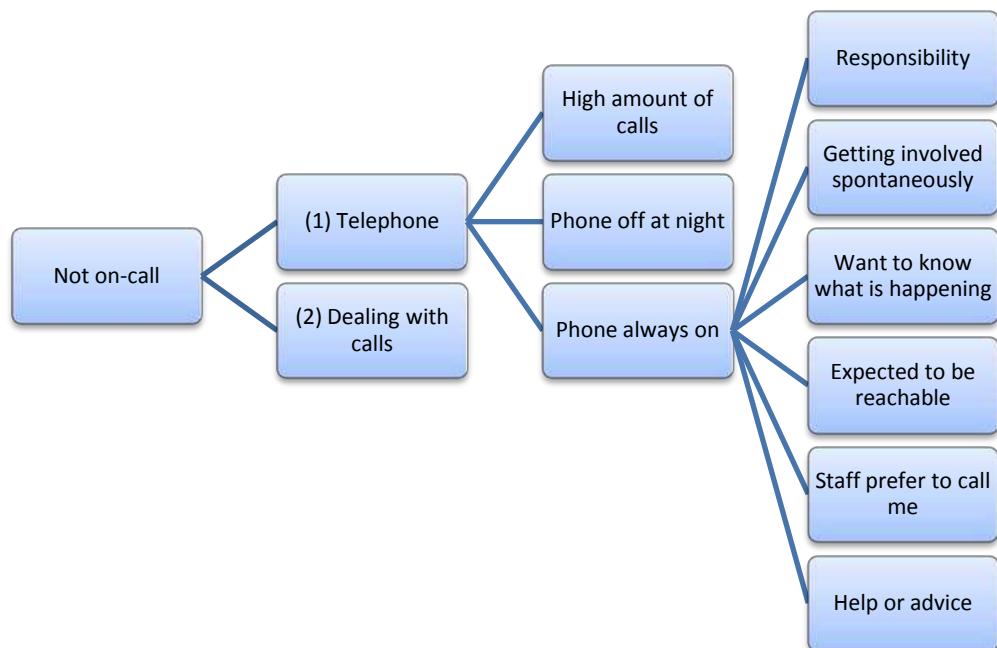 Not on-call
(1) Telephone
(2) Dealing with
calls
High amount of
calls
Phone off at night
Phone always on
Responsibility
Getting involved
spontaneously
Want to know
what is happening
Expected to be
reachable
Staff prefer to call
me
Help or advice